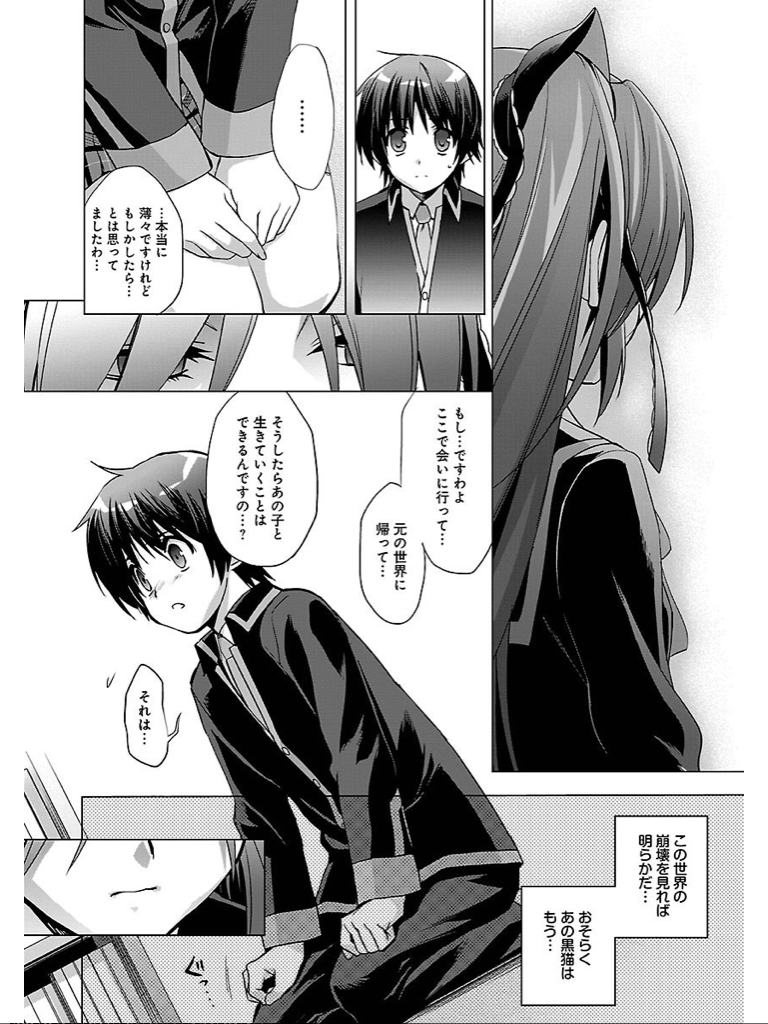 ……
…本当に
薄々ですけれど
もしかしたら…
とは思って
ましたわ…
もし…ですわよ
ここで会いに行って…
元の世界に
帰って…
そうしたらあの子と
生きていくことは
できるんですの…?
それは…
この世界の
崩壊を見れば
明らかだ…
おそらく
あの黒猫は
もう…
ぐっ…